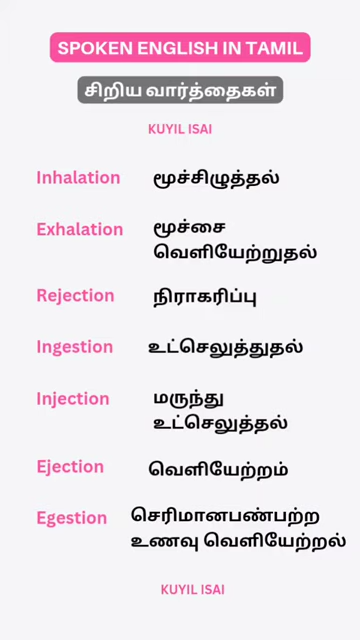 SPOKEN ENGLISH IN TAMIL
சிறிய வார்த்தைகள்
KUYIL ISAI
Inhalation மூச்சிழுத்தல்
Exhalation மூச்சை
வெளியேற்றுதல்
Rejection நிராகரிப்பு
Ingestion உட்செலுத்துதல்
Injection மருந்து
உட்செலுத்தல்
Ejection வெளியேற்றம்
Egestion செரிமானபண்பற்ற
உணவு வெளியேற்றல்
KUYIL ISAI